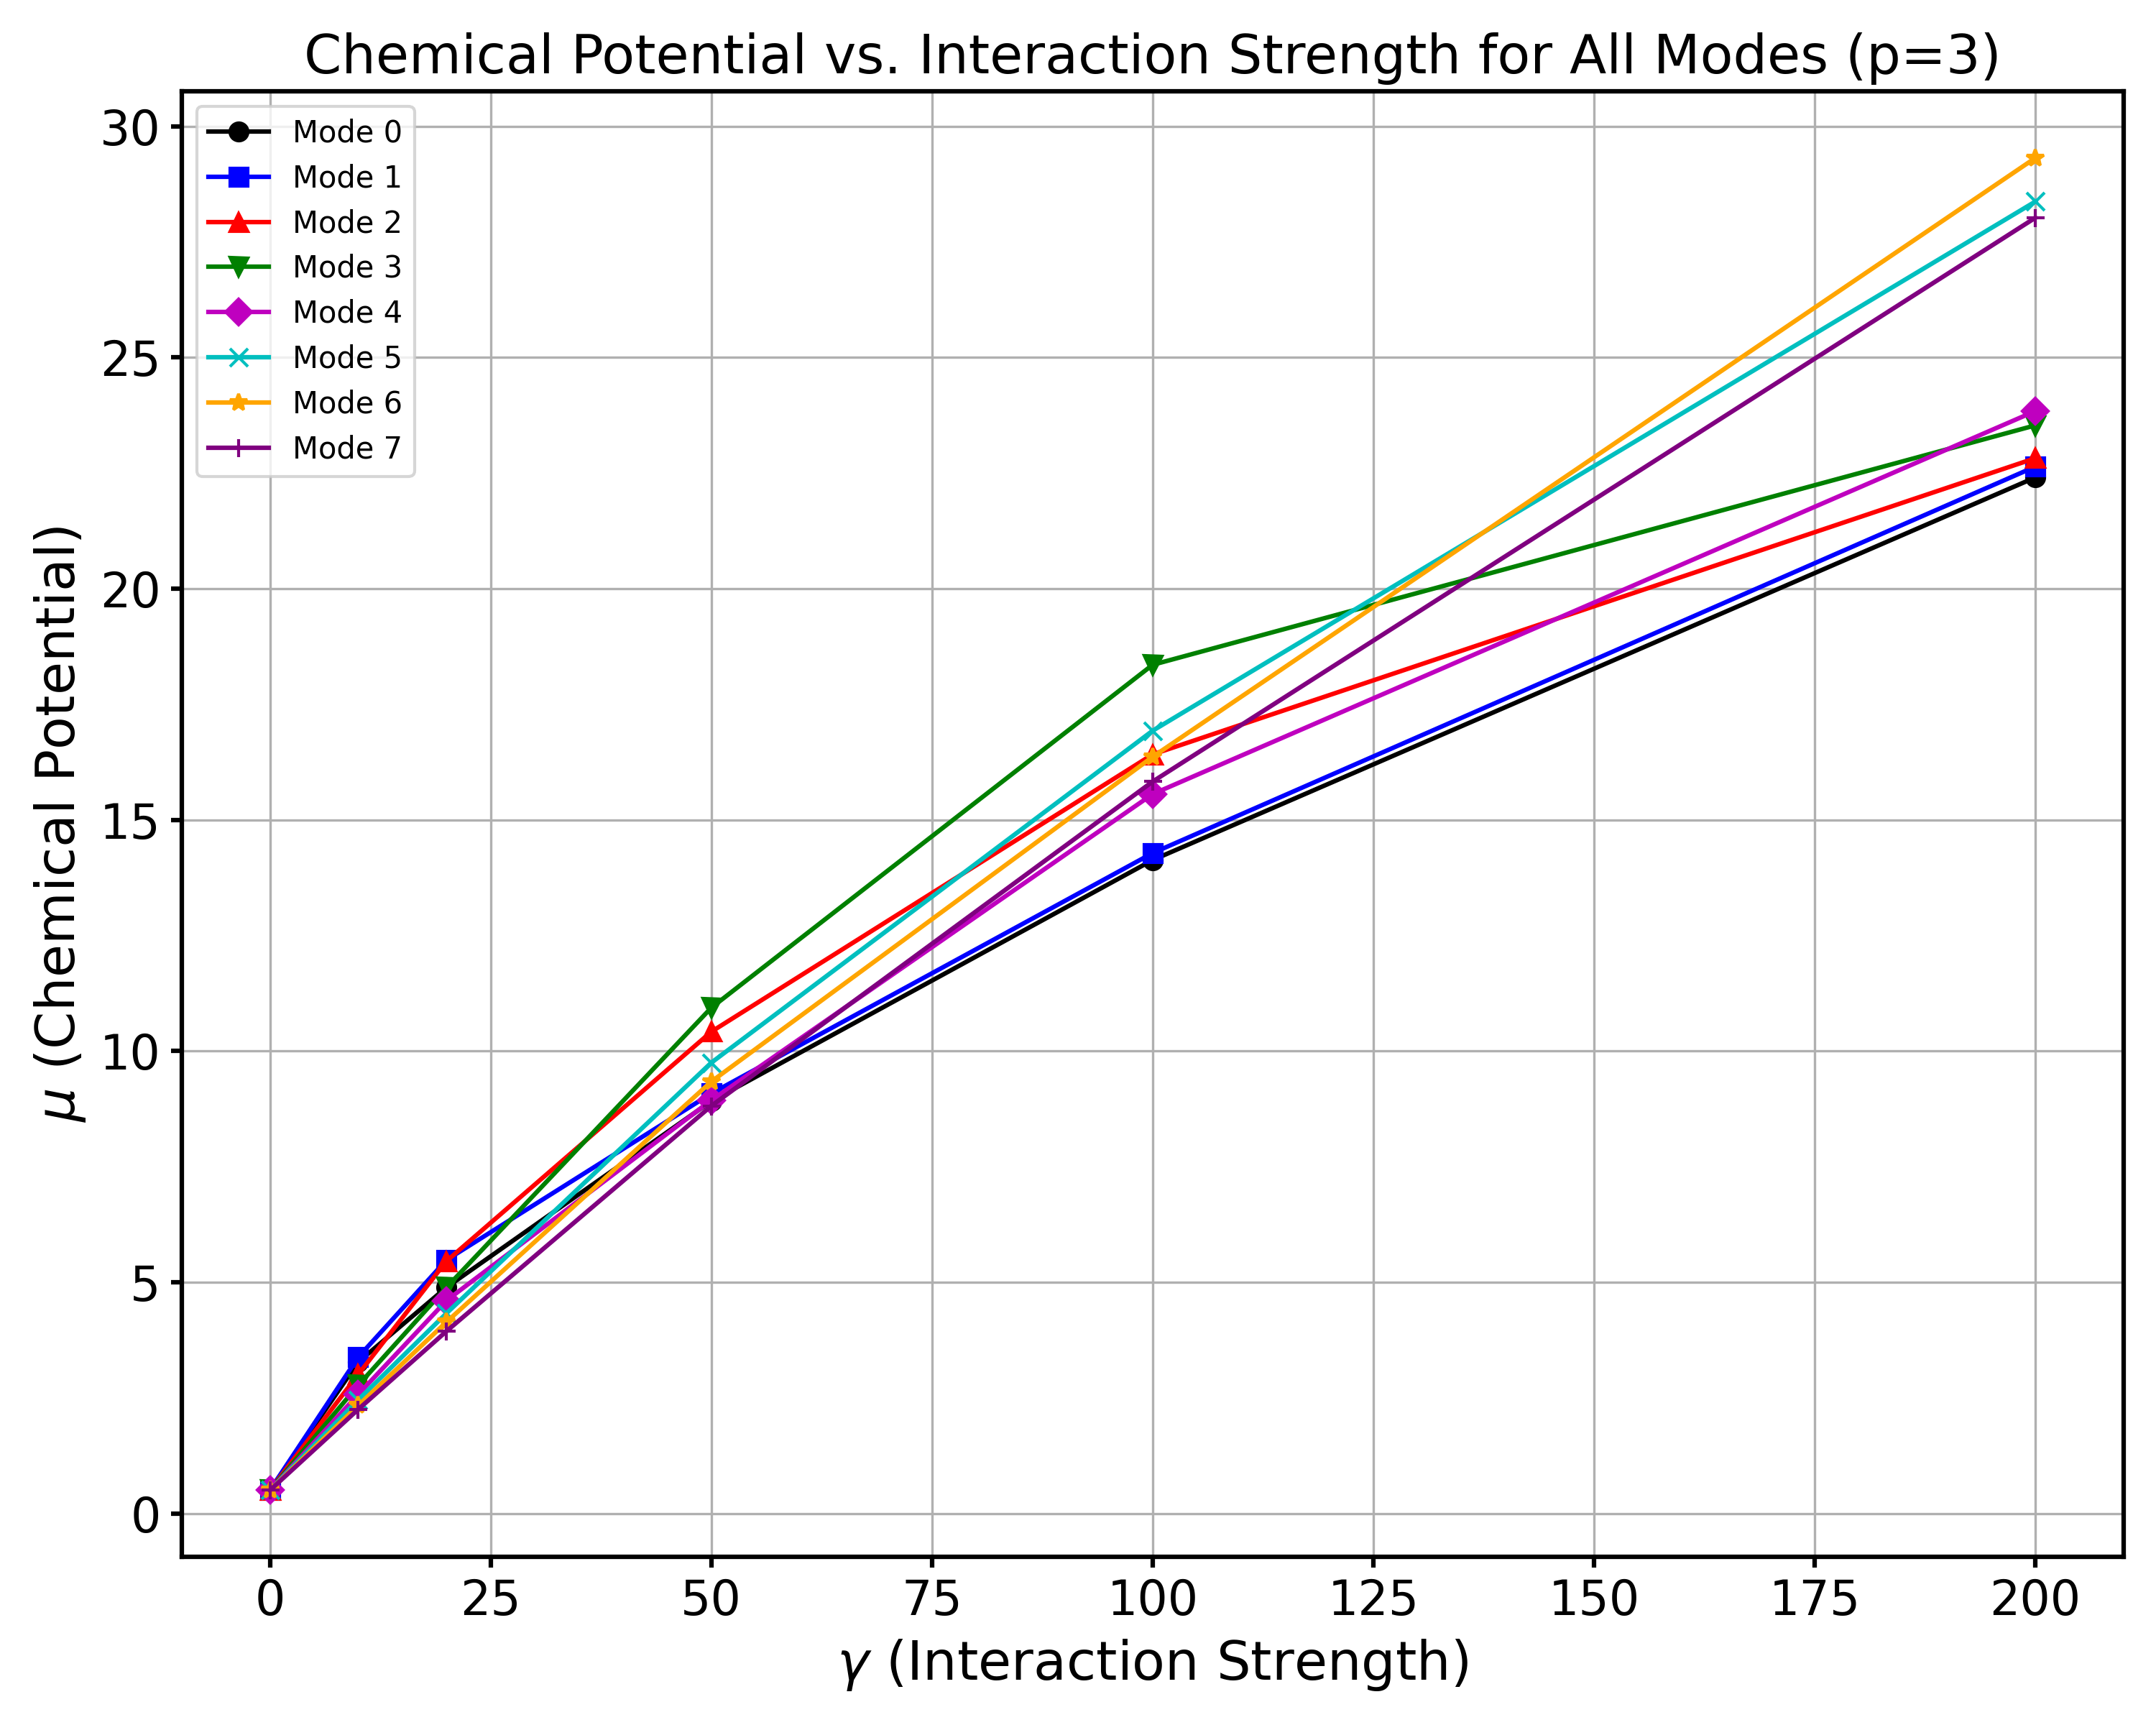 Chemical Potential vs. Interaction Strength for All Modes (p=3)
Mode 0
Mode 1
Mode 2
Mode 3
Mode 4
Mode 5
Mode 6
Mode 7
μ (Chemical Potential)
30
25
20
15
10
5
0
0 25 50 75 100 125 150 175 200
γ (Interaction Strength)